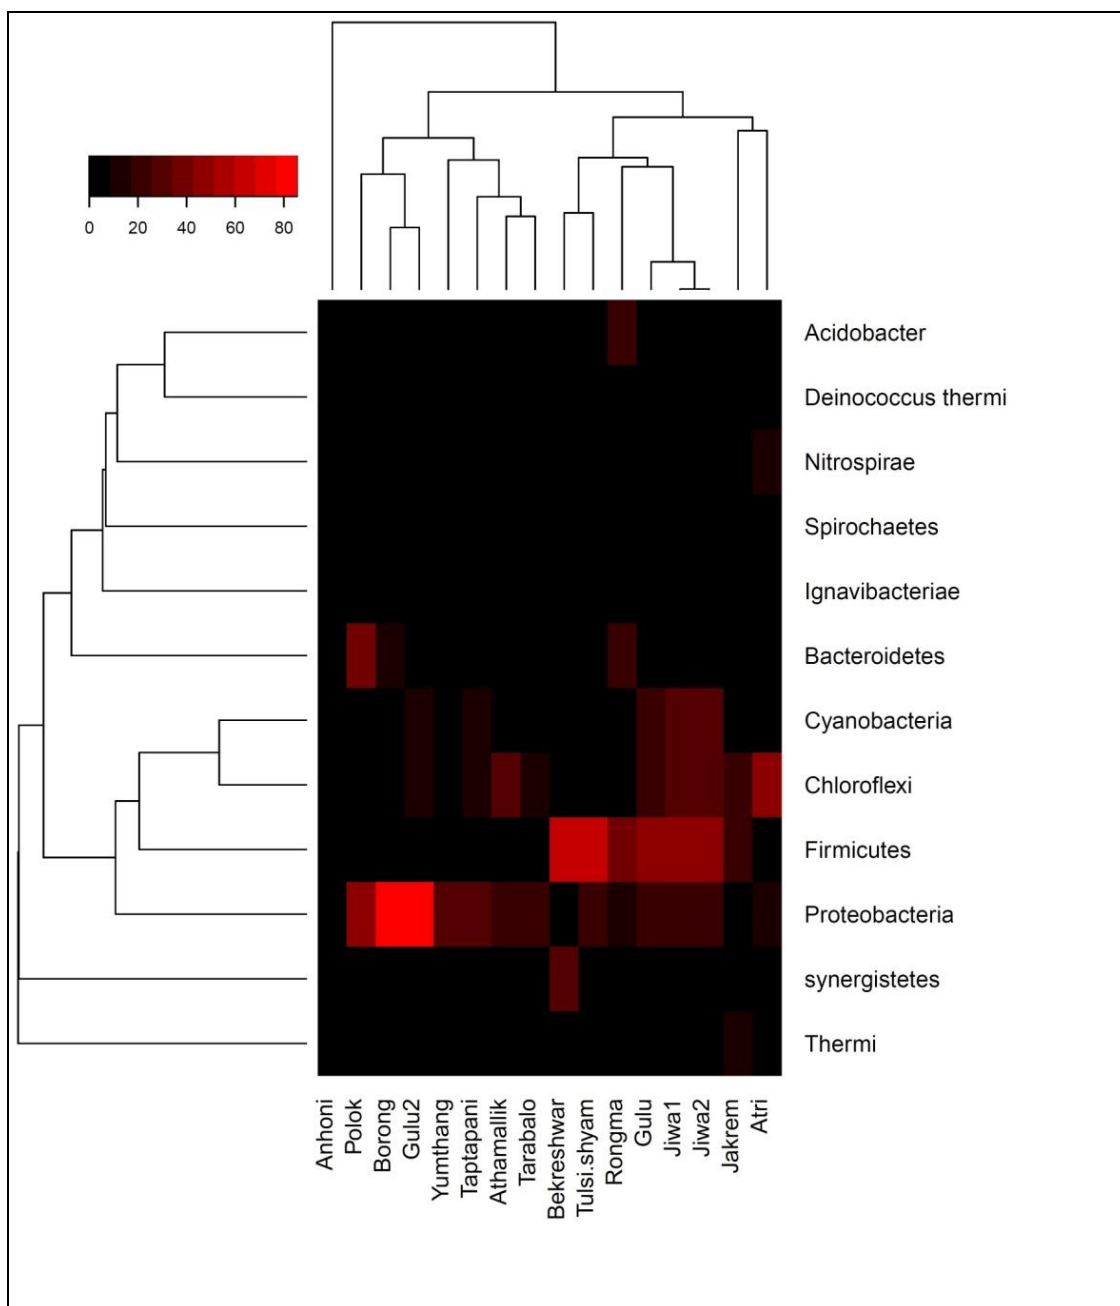 0 20 40 60 80
Acidobacter
Deinococcus thermi
Nitrospirae
Spirochaetes
Ignavibacteriae
Bacteroidetes
Cyanobacteria
Chloroflexi
Firmicutes
Proteobacteria
synergistetes
Thermi
Anhoni
Polok
Borong
Gulu2
Yumthang
Taptapani
Athamallik
Tarabalo
Bekreshwar
Tulsi.shyam
Rongma
Gulu
Jiwa1
Jiwa2
Jakrem
Atri